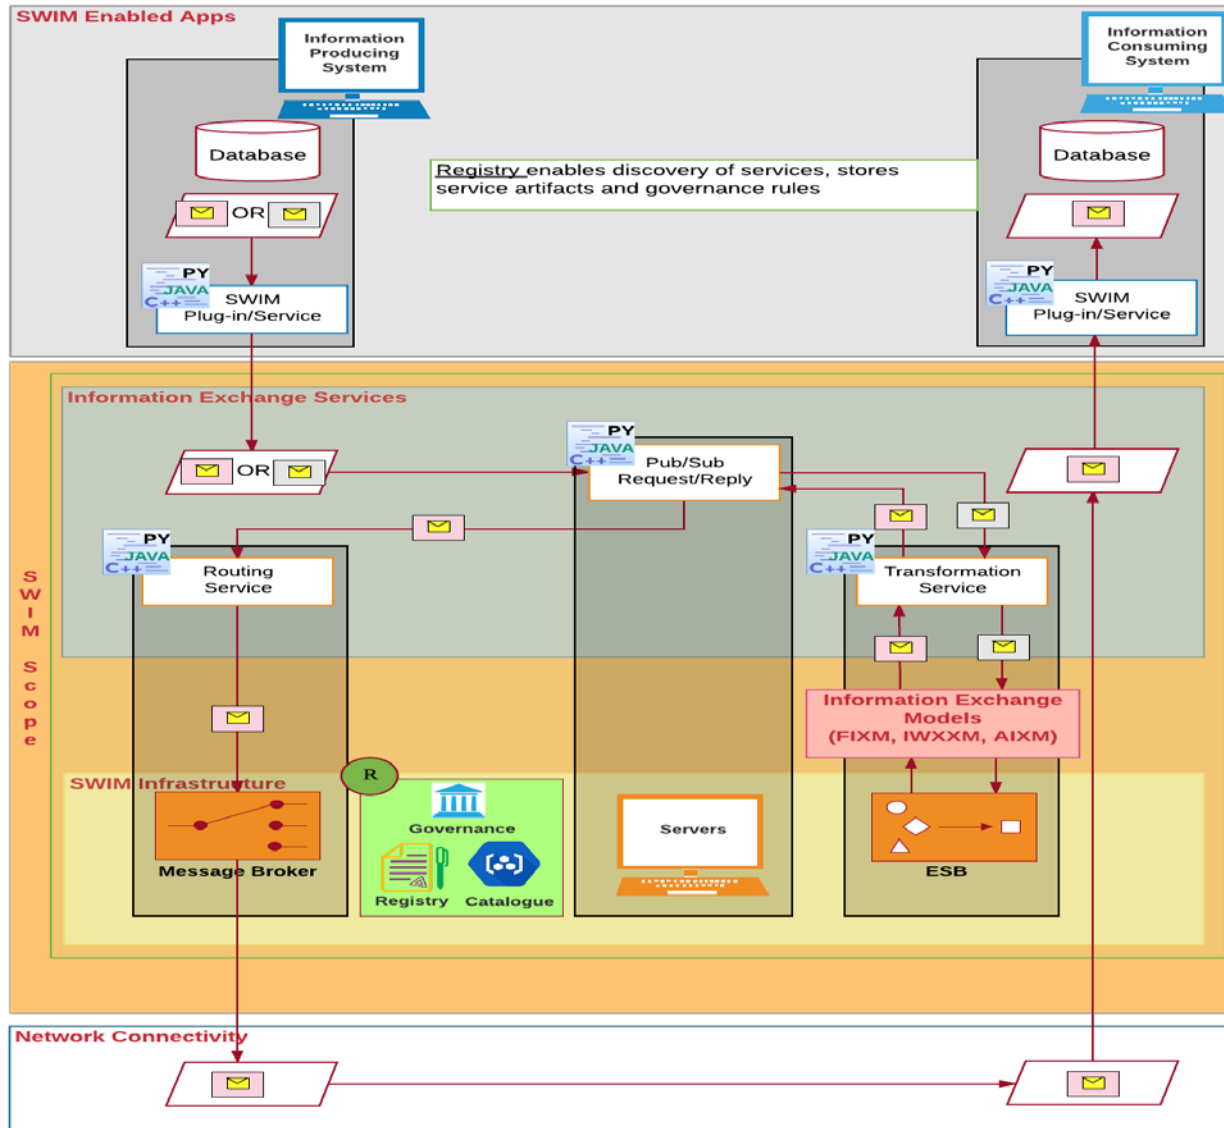 SWIM Enabled Apps
Information
Producing
System
Information
Consuming
System
Database
Database
Registry enables discovery of services, stores
service artifacts and governance rules
OR
PY
JAVA
C++
SWIM
Plug-in/Service
PY
JAVA
C++
SWIM
Plug-in/Service
SWIM Scope
Information Exchange Services
OR
PY
JAVA
C++
Pub/Sub
Request/Reply
PY
JAVA
C++
Routing
Service
PY
JAVA
C++
Transformation
Service
Information Exchange
Models
(FIXM, IWXXM, AIXM)
SWIM Infrastructure
R
Governance
Registry
Catalogue
Servers
Message Broker
ESB
Network Connectivity